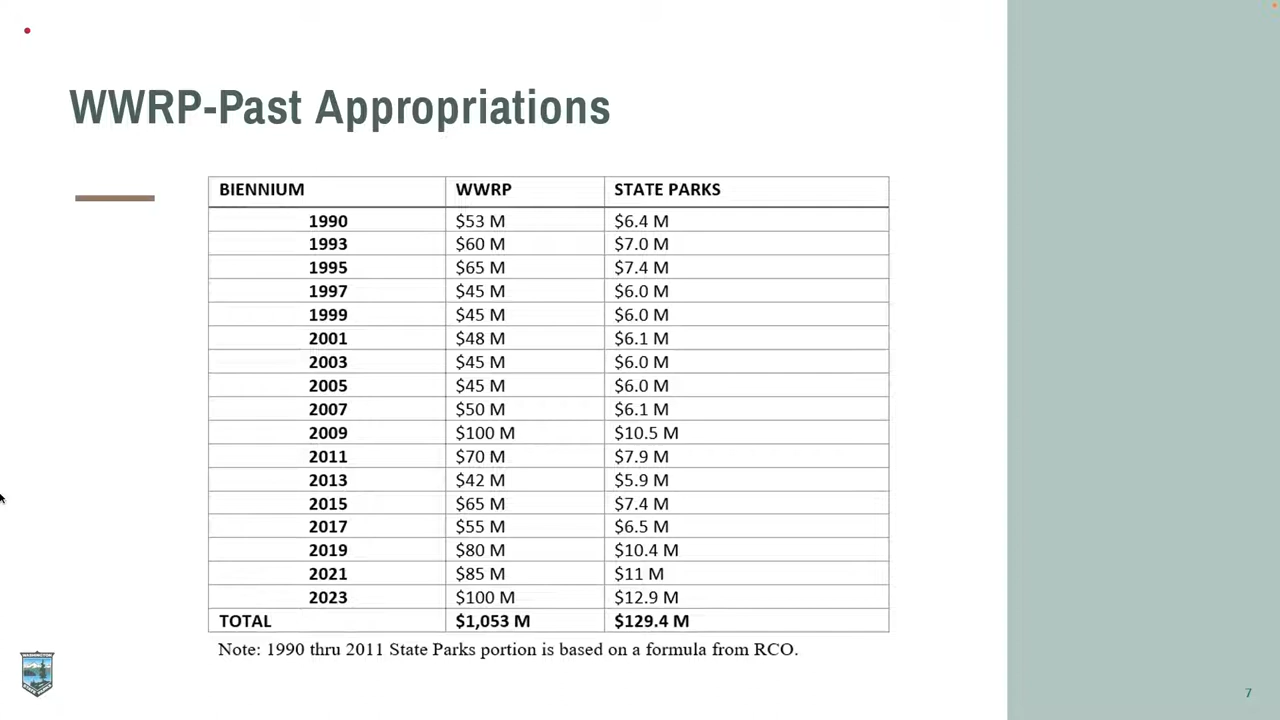 WWRP-Past Appropriations
BIENNIUM WWRP STATE PARKS
1990 $53 M $6.4 M
1993 $60 M $7.0 M
1995 $65 M $7.4 M
1997 $45 M $6.0 M
1999 $45 M $6.0 M
2001 $48 M $6.1 M
2003 $45 M $6.0 M
2005 $45 M $6.0 M
2007 $50 M $6.1 M
2009 $100 M $10.5 M
2011 $70 M $7.9 M
2013 $42 M $5.9 M
2015 $65 M $7.4 M
2017 $55 M $6.5 M
2019 $80 M $10.4 M
2021 $85 M $11 M
2023 $100 M $12.9 M
TOTAL $1,053 M $129.4 M
Note: 1990 thru 2011 State Parks portion is based on a formula from RCO.
7